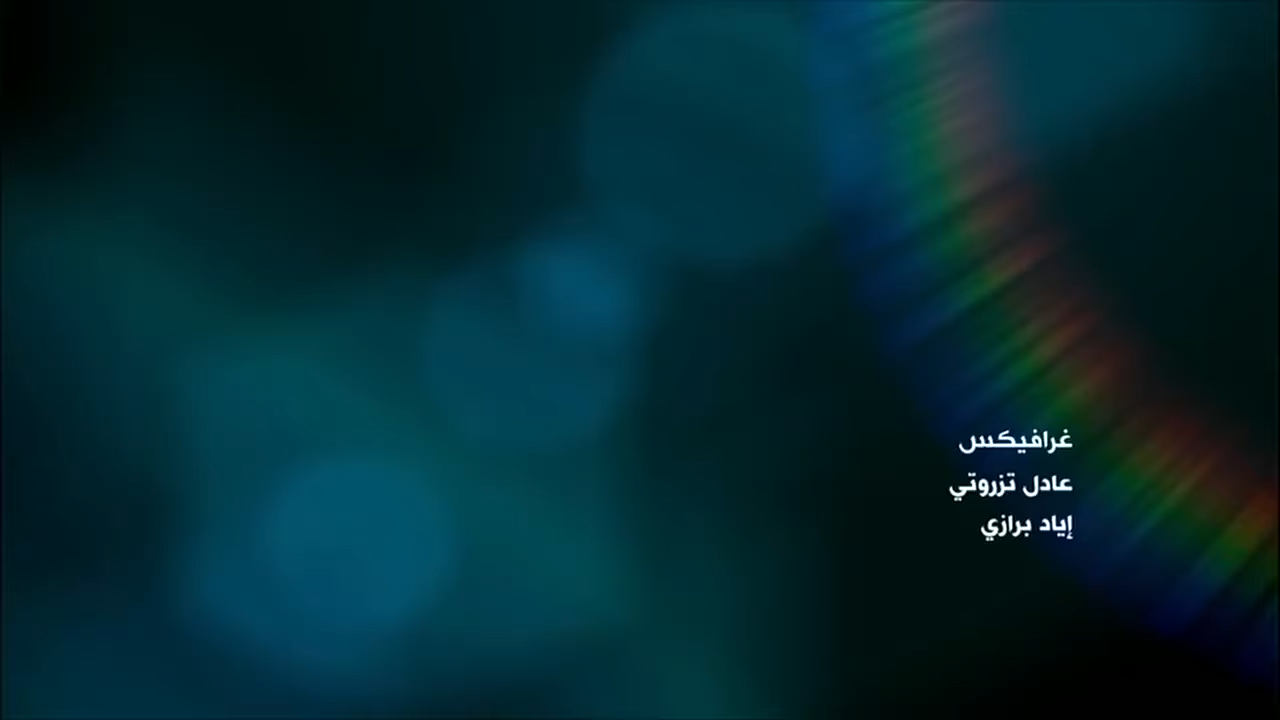 غرافيكس
عادل تزروتي
إياد برازي